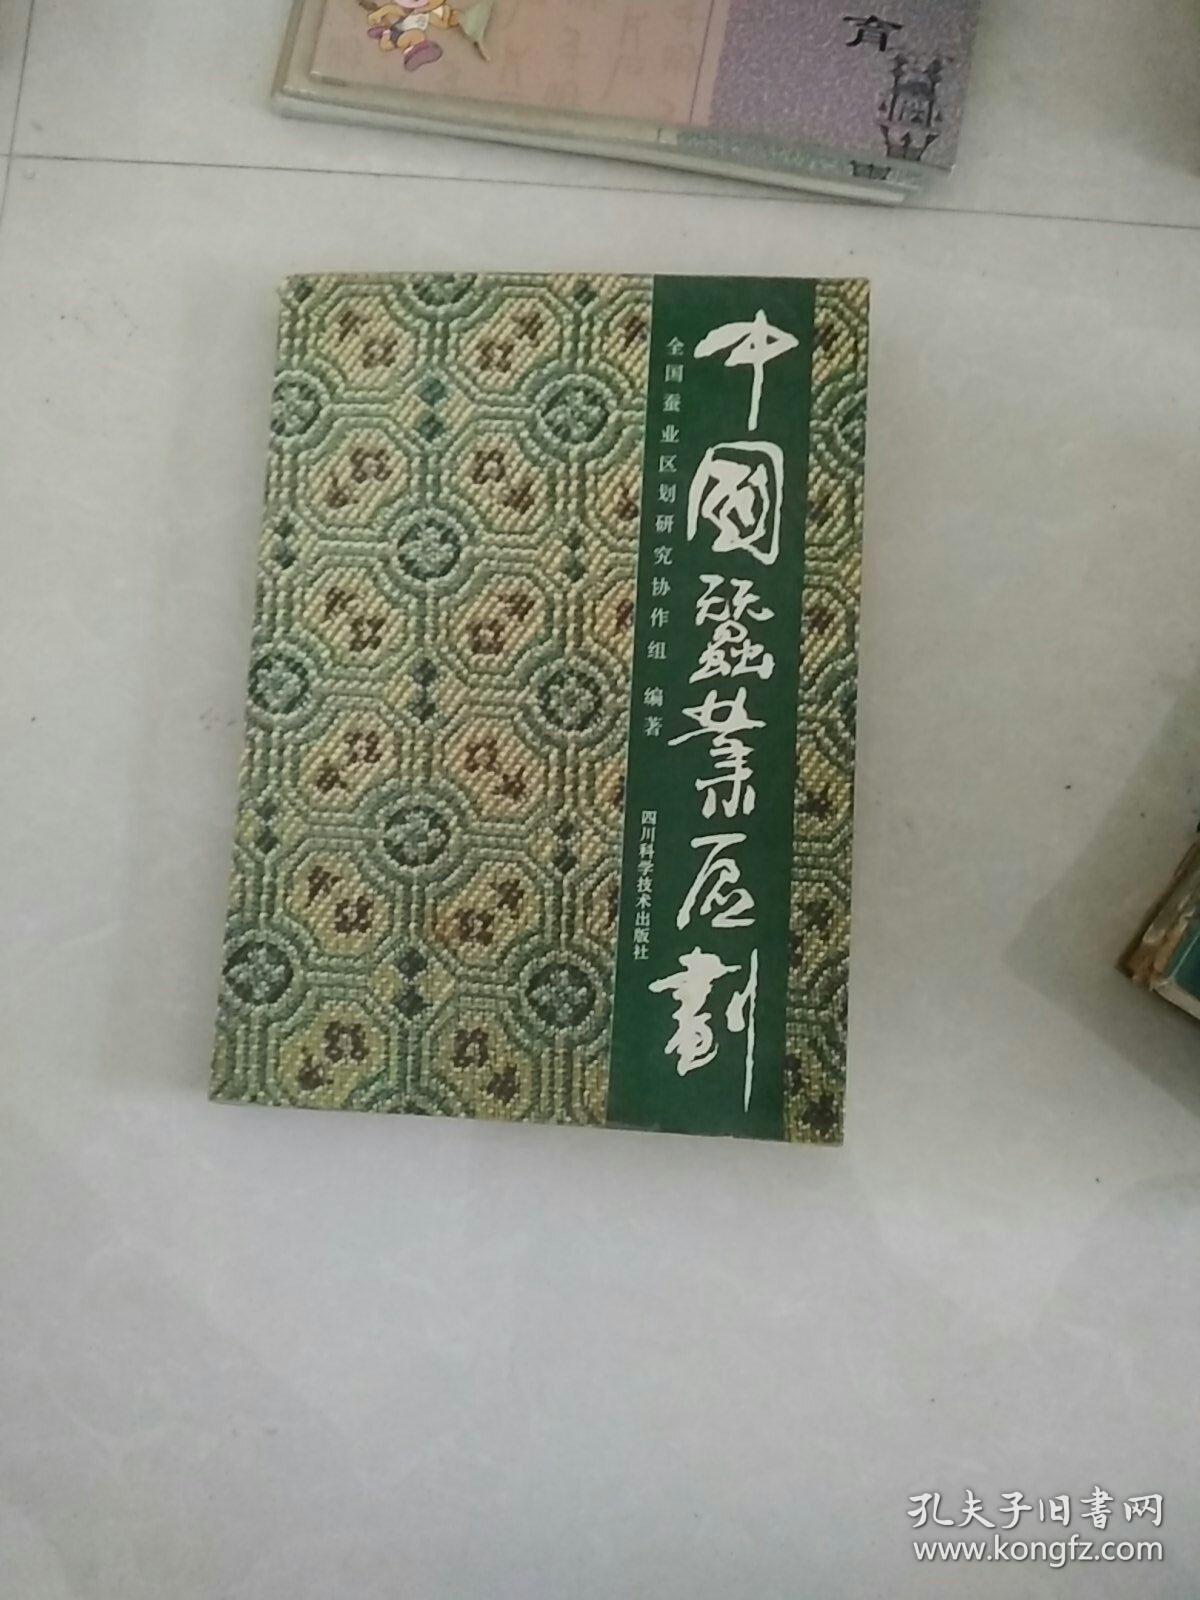 育
中國蠶業区劃
全国蚕业区划研究协作组 编著
四川科学技术出版社
孔夫子旧书网
www.kongfz.com